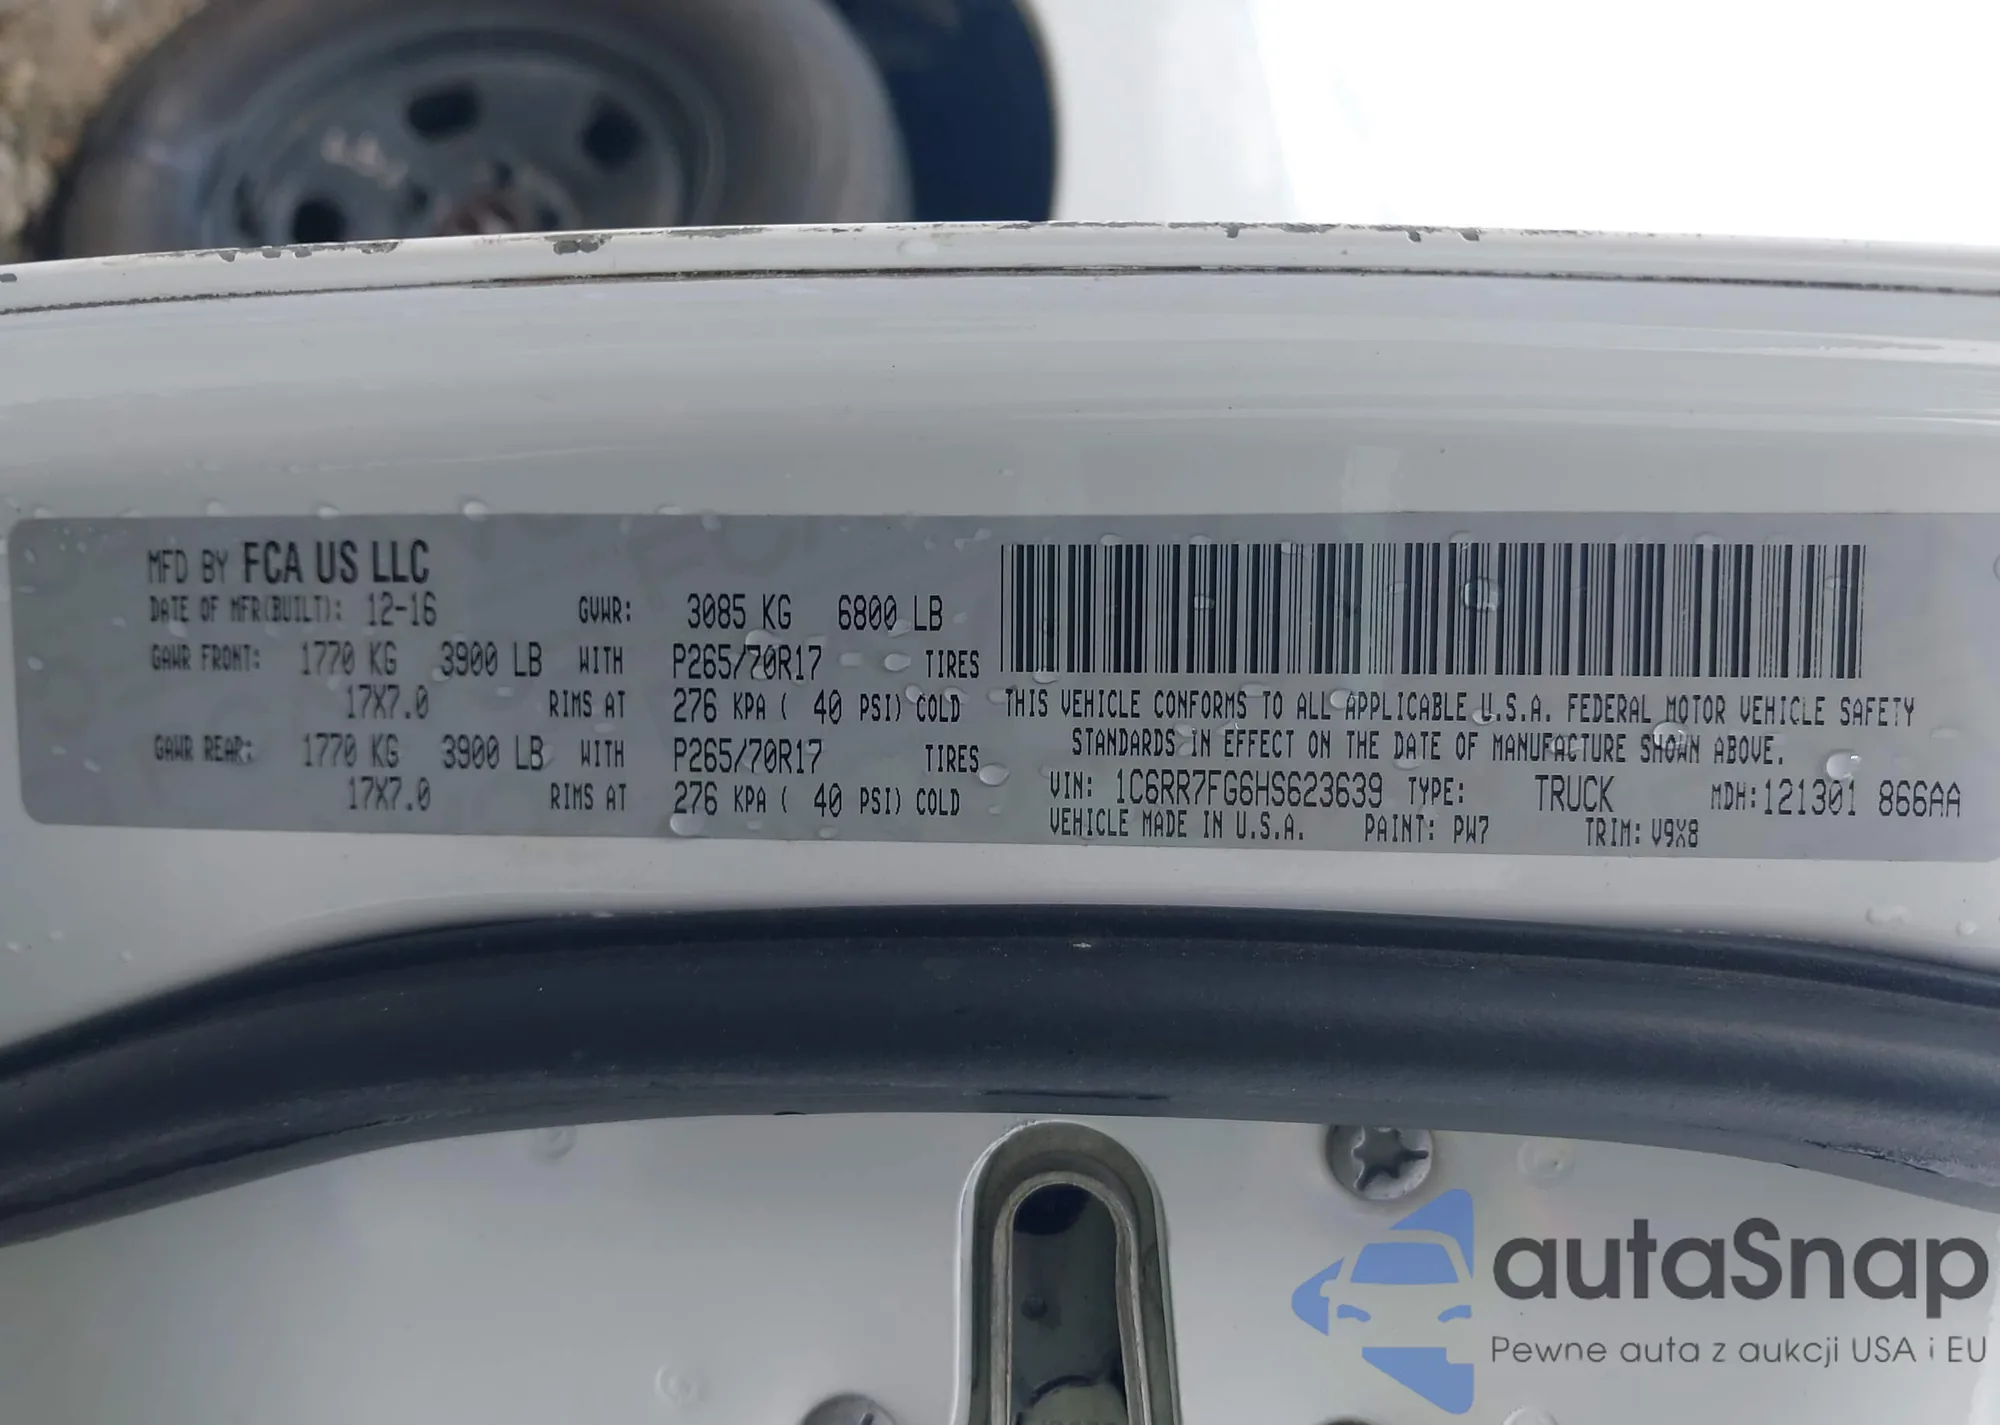 MFD BY FCA US LLC
DATE OF MFR(BUILT): 12-16 GVWR: 3085 KG 6800 LB
GAWR FRONT: 1770 KG 3900 LB WITH P265/70R17 TIRES
17X7.0 RIMS AT 276 KPA ( 40 PSI) COLD
GAWR REAR: 1770 KG 3900 LB WITH P265/70R17 TIRES
17X7.0 RIMS AT 276 KPA ( 40 PSI) COLD
THIS VEHICLE CONFORMS TO ALL APPLICABLE U.S.A. FEDERAL MOTOR VEHICLE SAFETY
STANDARDS IN EFFECT ON THE DATE OF MANUFACTURE SHOWN ABOVE.
VIN: 1C6RR7FG6HS623639 TYPE: TRUCK MDH: 121301 866AA
VEHICLE MADE IN U.S.A. PAINT: PW7 TRIM: V9X8
autaSnap
Pewne auta z aukcji USA i EU